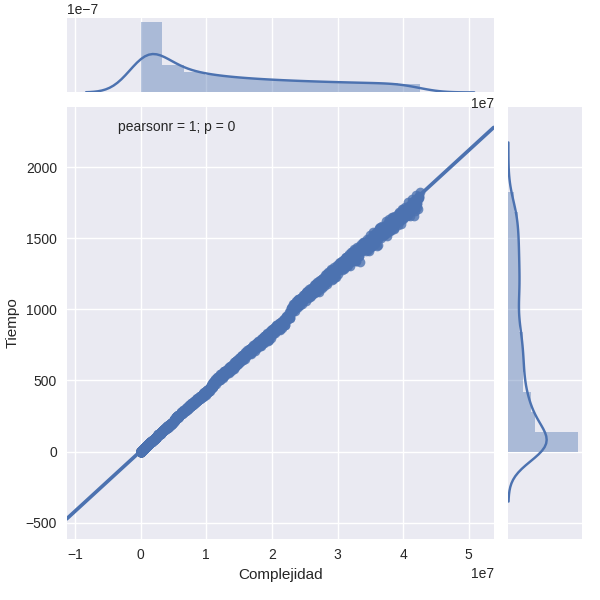 1e−7
1e7
pearsonr = 1; p = 0
2000
1500
1000
500
0
−500
Tiempo
−1 0 1 2 3 4 5
Complejidad 1e7